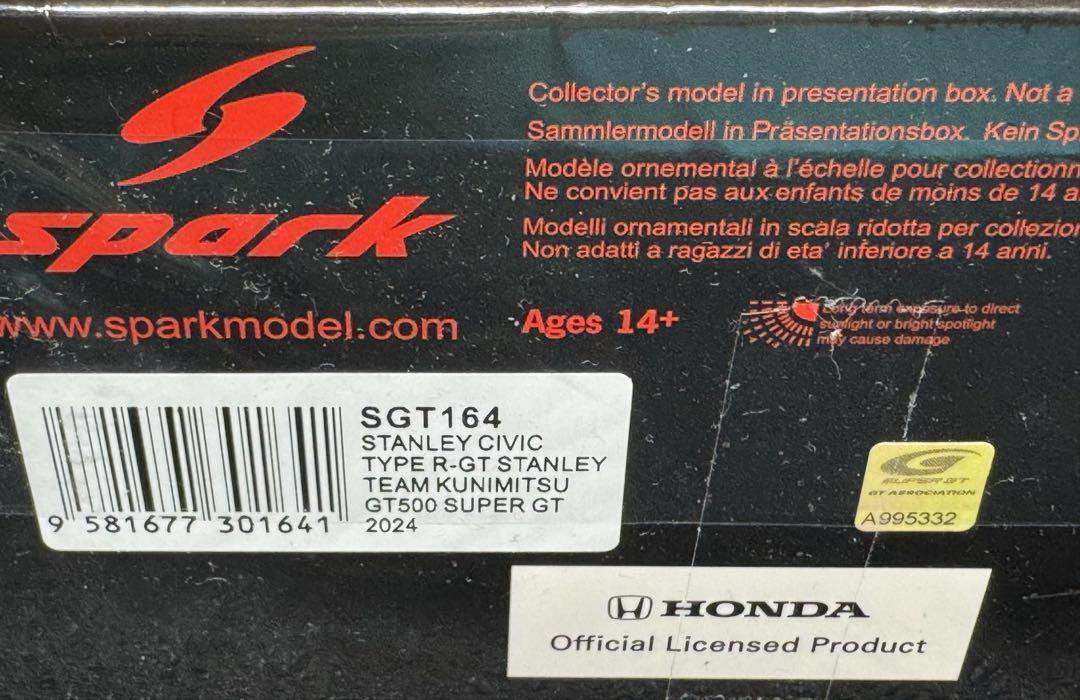 spark
www.sparkmodel.com
Collector's model in presentation box. Not a
Sammlermodell in Präsentationsbox. Kein Sp
Modèle ornemental à l'échelle pour collectionn
Ne convient pas aux enfants de moins de 14 a
Modelli ornamentali in scala ridotta per collezion
Non adatti a ragazzi di eta' inferiore a 14 anni.
Ages 14+
Long term exposure to direct
sunlight or bright spotlight
may cause damage
SGT164
STANLEY CIVIC
TYPE R-GT STANLEY
TEAM KUNIMITSU
GT500 SUPER GT
2024
9 581677 301641
SUPER GT
GT ASSOCIATION
A995332
HONDA
Official Licensed Product